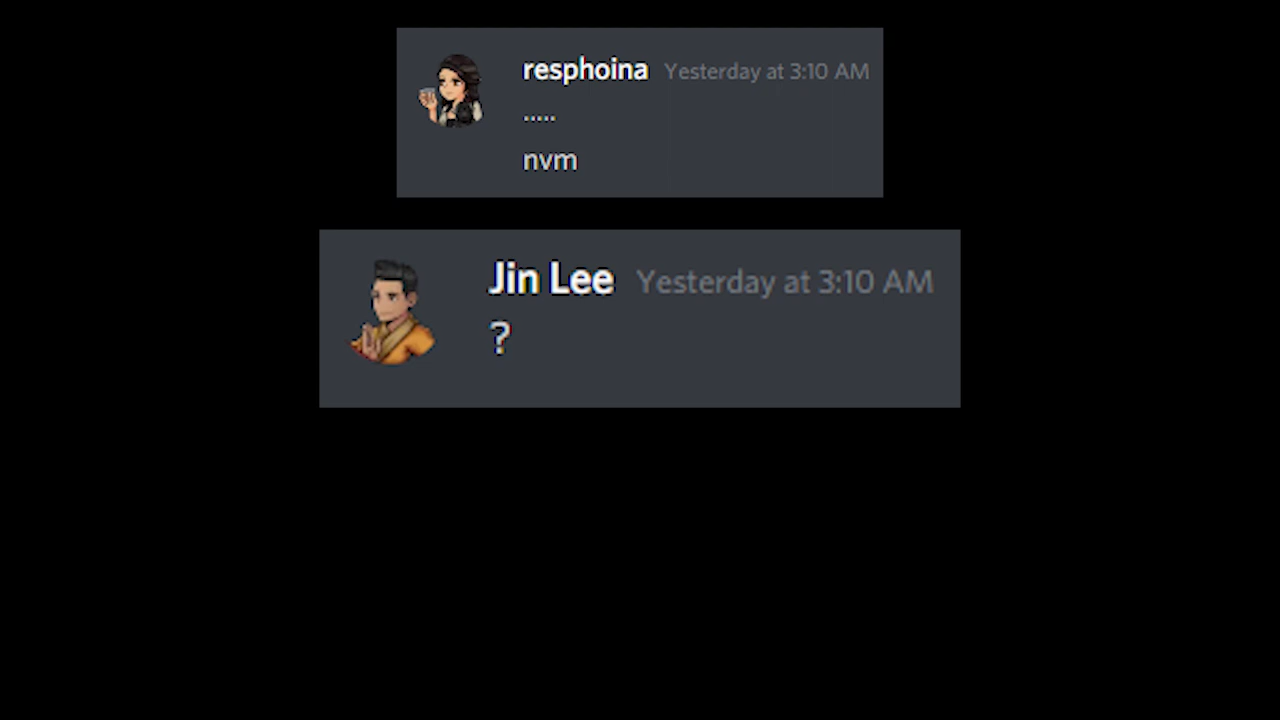 resphoina Yesterday at 3:10 AM
.....
nvm
Jin Lee Yesterday at 3:10 AM
?